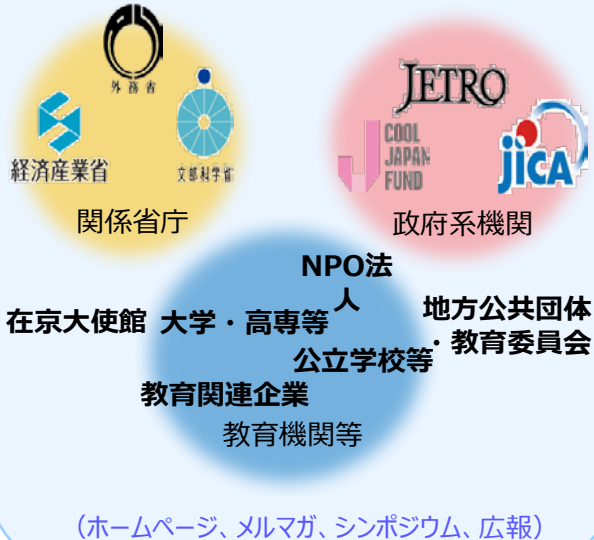 外務省
経済産業省
文部科学省
関係省庁
JETRO
COOL
JAPAN
FUND
JICA
政府系機関
NPO法
人
在京大使館
大学・高専等
地方公共団体
・教育委員会
公立学校等
教育関連企業
教育機関等
（ホームページ、メルマガ、シンポジウム、広報）